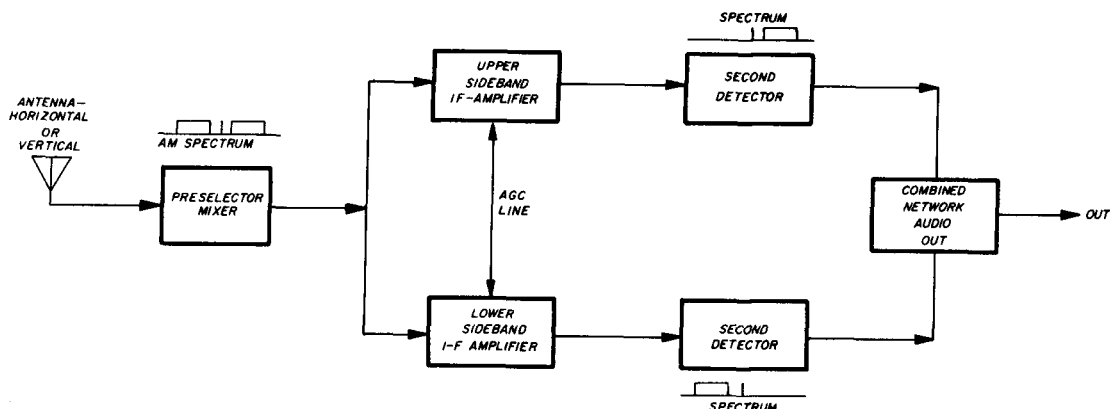 SPECTRUM
UPPER
SIDEBAND
IF-AMPLIFIER
SECOND
DETECTOR
ANTENNA-
HORIZONTAL
OR
VERTICAL
AM SPECTRUM
PRESELECTOR
MIXER
AGC
LINE
COMBINED
NETWORK
AUDIO
OUT
OUT
LOWER
SIDEBAND
I-F AMPLIFIER
SECOND
DETECTOR
SPECTRUM